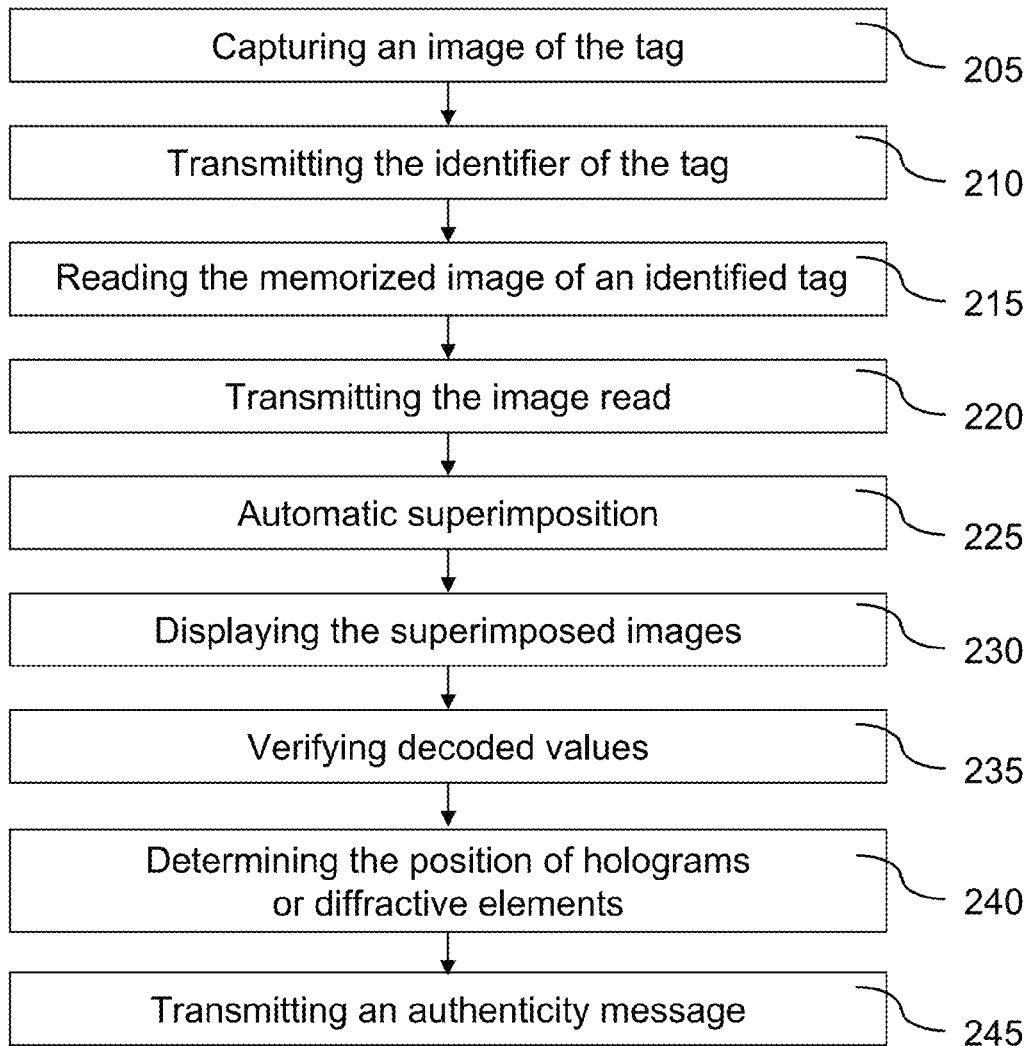 Capturing an image of the tag
205
Transmitting the identifier of the tag
210
Reading the memorized image of an identified tag
215
Transmitting the image read
220
Automatic superimposition
225
Displaying the superimposed images
230
Verifying decoded values
235
Determining the position of holograms
or diffractive elements
240
Transmitting an authenticity message
245